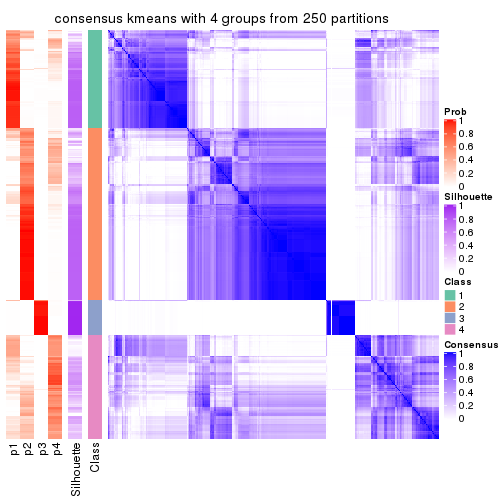 consensus kmeans with 4 groups from 250 partitions
Prob
1
0.8
0.6
0.4
0.2
0
Silhouette
1
0.8
0.6
0.4
0.2
0
Class
1
2
3
4
Consensus
1
0.8
0.6
0.4
0.2
0
p1
p2
p3
p4
Silhouette
Class